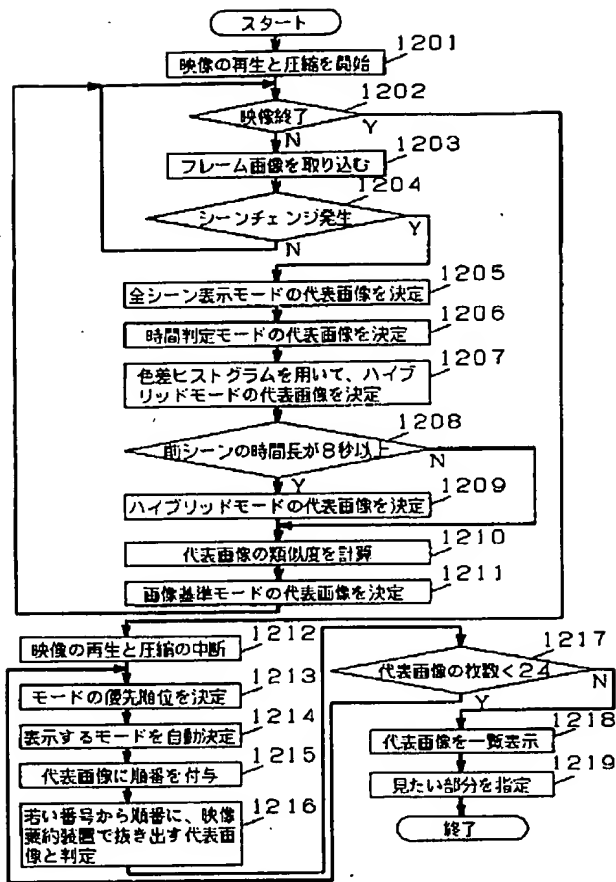 スタート
1201
映像の再生と圧縮を開始
1202
映像終了
Y
N
1203
フレーム画像を取り込む
1204
シーンチェンジ発生
Y
N
1205
全シーン表示モードの代表画像を決定
1206
時間判定モードの代表画像を決定
1207
色差ヒストグラムを用いて、ハイブ
リッドモードの代表画像を決定
1208
前シーンの時間長が8秒以上
N
Y
1209
ハイブリッドモードの代表画像を決定
1210
代表画像の類似度を計算
1211
画像基準モードの代表画像を決定
1212
映像の再生と圧縮の中断
1213
モードの優先順位を決定
1214
表示するモードを自動決定
1215
代表画像に順番を付与
1216
若い番号から順番に、映像
要約装置で抜き出す代表画
像と判定
1217
代表画像の枚数<24
N
Y
1218
代表画像を一覧表示
1219
見たい部分を指定
終了